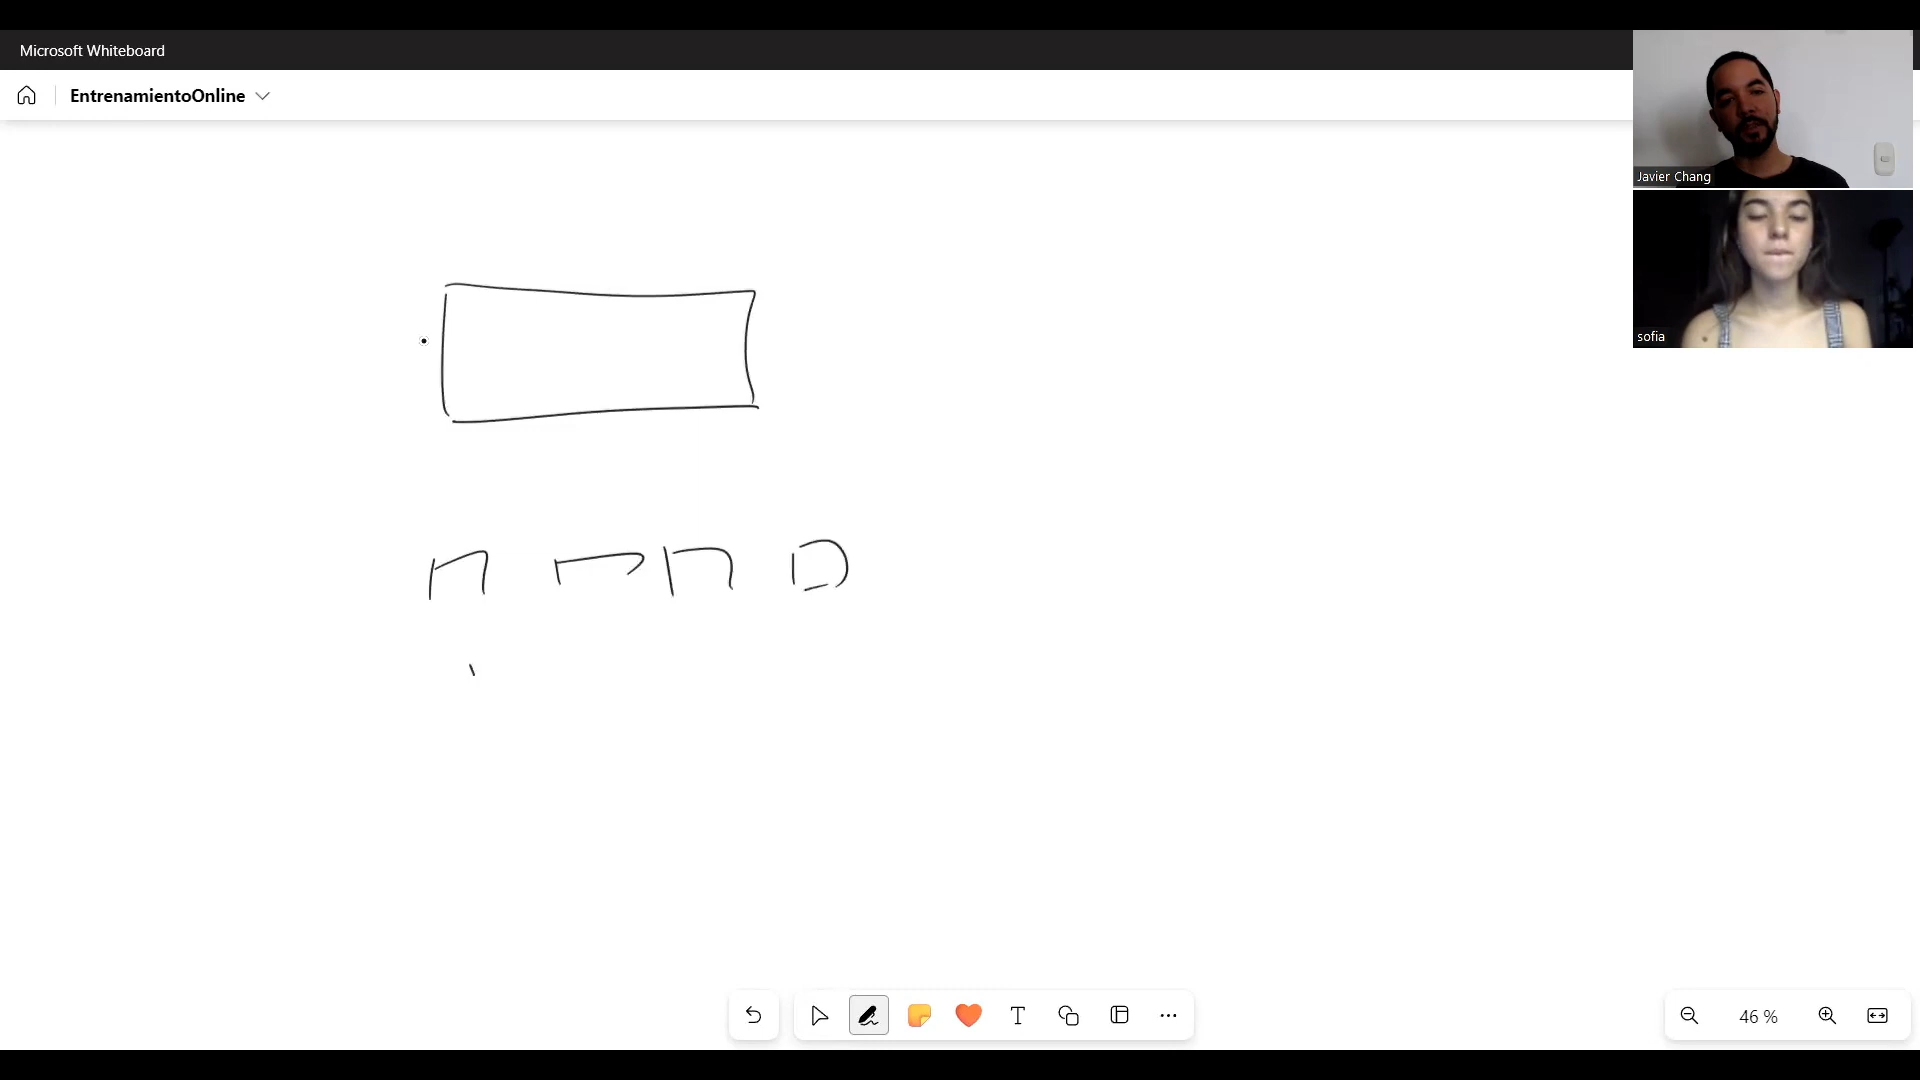 Microsoft Whiteboard
EntrenamientoOnline
Javier Chang
sofia
46 %